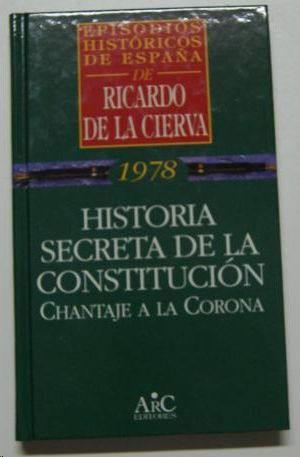 EPISODIOS
HISTÓRICOS
DE ESPAÑA
DE
RICARDO
DE LA CIERVA
1978
HISTORIA
SECRETA DE LA
CONSTITUCIÓN
CHANTAJE A LA CORONA
ARC
EDITORES